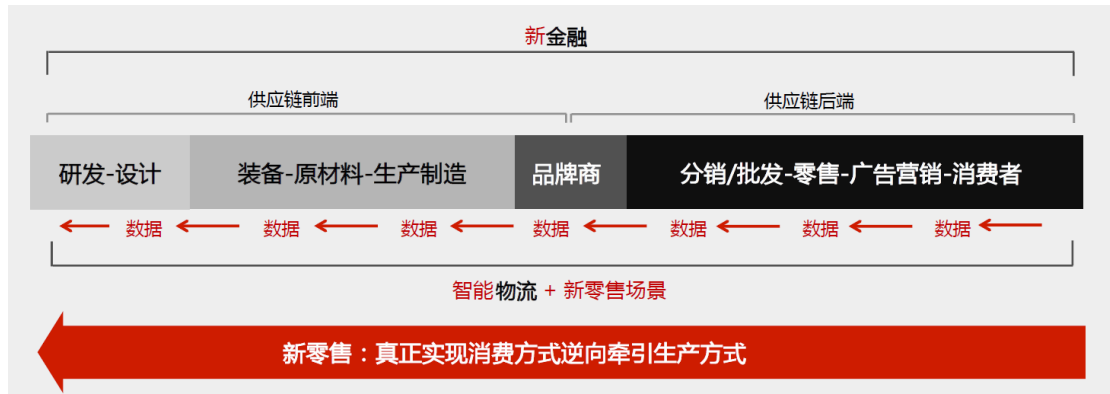 新金融
供应链前端 供应链后端
研发-设计 装备-原材料-生产制造 品牌商 分销/批发-零售-广告营销-消费者
数据 数据 数据 数据 数据 数据 数据
智能物流 + 新零售场景
新零售：真正实现消费方式逆向牵引生产方式